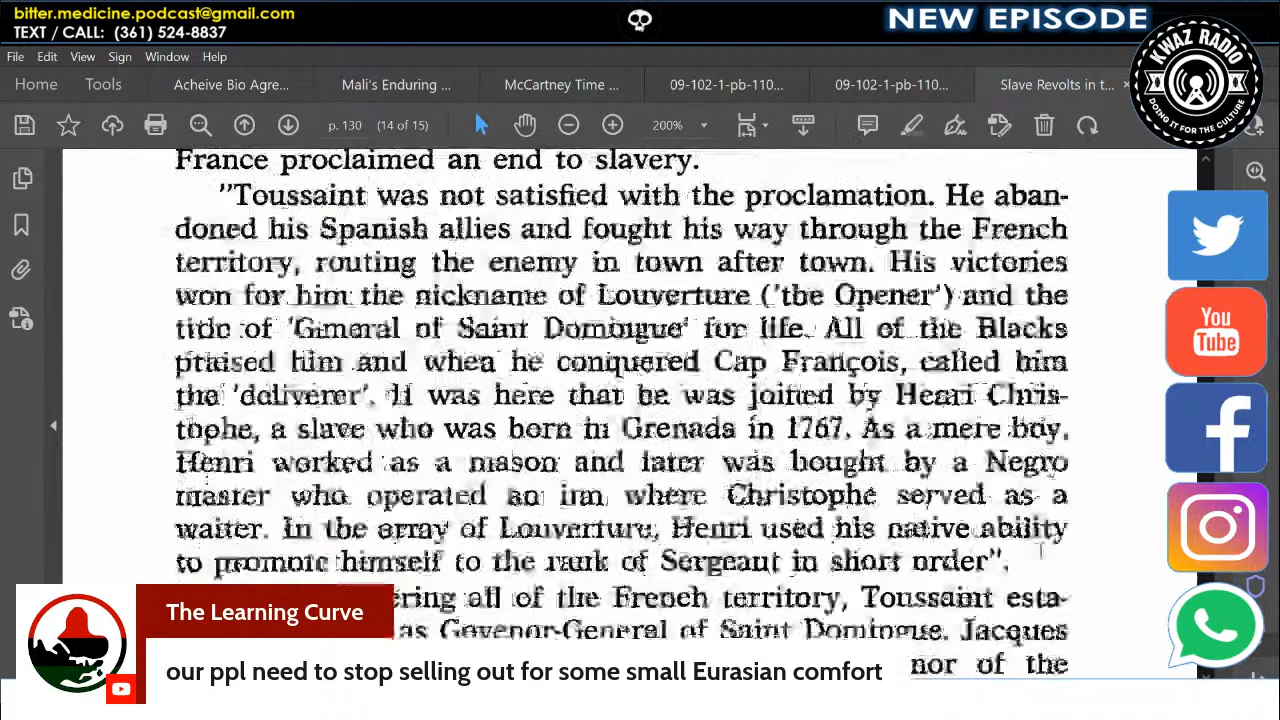 bitter.medicine.podcast@gmail.com
TEXT / CALL: (361) 524-8837
NEW EPISODE
KWAZ RADIO
DOING IT FOR THE CULTURE
File Edit View Sign Window Help
Home Tools Acheive Bio Agre... Mali's Enduring ... McCartney Time ... 09-102-1-pb-110... 09-102-1-pb-110... Slave Revolts in t...
p. 130 (14 of 15) 200%
France proclaimed an end to slavery.
"Toussaint was not satisfied with the proclamation. He aban-
doned his Spanish allies and fought his way through the French
territory, routing the enemy in town after town. His victories
won for him the nickname of Louverture ('the Opener') and the
title of 'General of Saint Domingue' for life. All of the Blacks
praised him and when he conquered Cap François, called him
the 'deliverer'. It was here that he was joined by Henri Chris-
tophe, a slave who was born in Grenada in 1767. As a mere boy,
Henri worked as a mason and later was bought by a Negro
master who operated an inn where Christophe served as a
waiter. In the array of Louverture, Henri used his native ability
to promote himself to the rank of Sergeant in short order".
ering all of the French territory, Toussaint esta-
as Govenor-General of Saint Domingue. Jacques
nor of the
The Learning Curve
our ppl need to stop selling out for some small Eurasian comfort
You
Tube